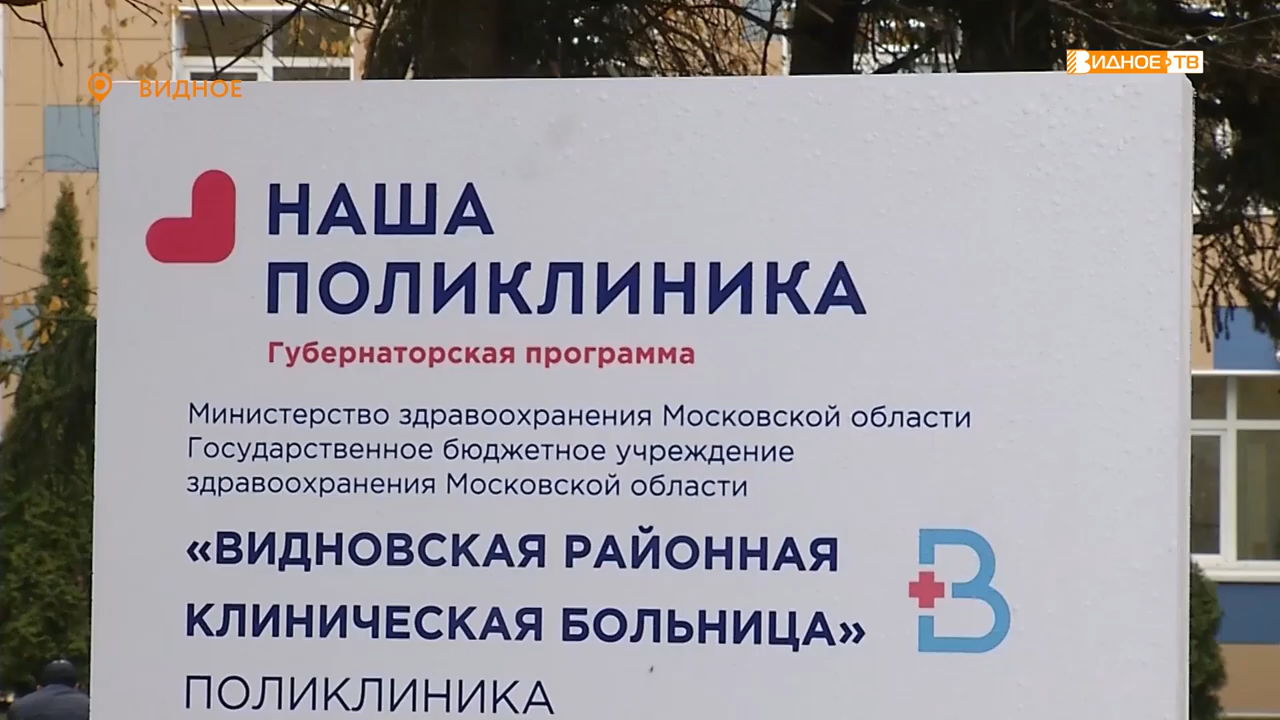 ВИДНОЕ
ВИДНОЕ ТВ
НАША
ПОЛИКЛИНИКА
Губернаторская программа
Министерство здравоохранения Московской области
Государственное бюджетное учреждение
здравоохранения Московской области
«ВИДНОВСКАЯ РАЙОННАЯ
КЛИНИЧЕСКАЯ БОЛЬНИЦА»
В
ПОЛИКЛИНИКА